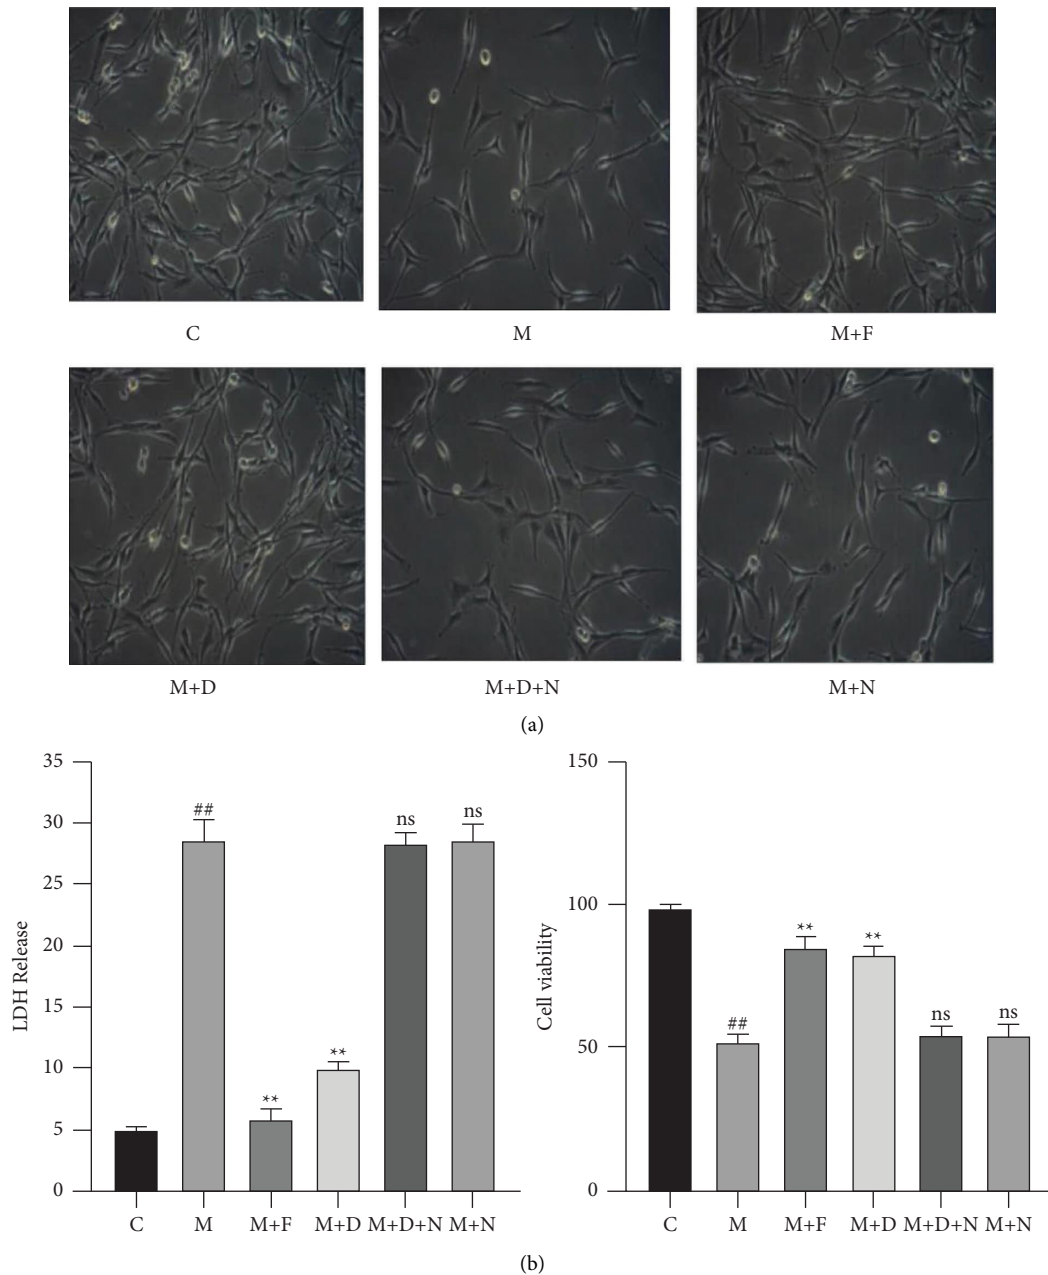 C M M+F
M+D M+D+N M+N
(a)
35
30
25
20
15
10
5
0
LDH Release
##
**
**
ns
ns
C M M+F M+D M+D+N M+N
150
100
50
0
Cell viability
##
**
**
ns
ns
C M M+F M+D M+D+N M+N
(b)